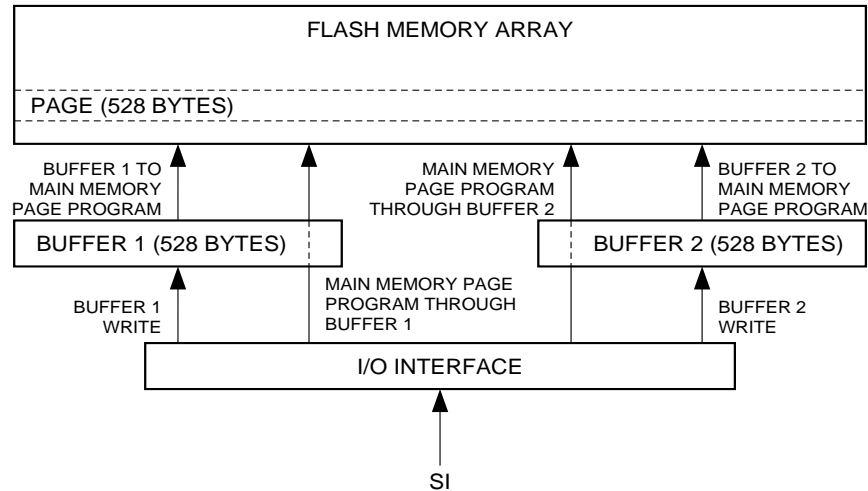 FLASH MEMORY ARRAY
PAGE (528 BYTES)
BUFFER 1 TO
MAIN MEMORY
PAGE PROGRAM
MAIN MEMORY
PAGE PROGRAM
THROUGH BUFFER 2
BUFFER 2 TO
MAIN MEMORY
PAGE PROGRAM
BUFFER 1 (528 BYTES)
BUFFER 2 (528 BYTES)
BUFFER 1
WRITE
MAIN MEMORY PAGE
PROGRAM THROUGH
BUFFER 1
BUFFER 2
WRITE
I/O INTERFACE
SI